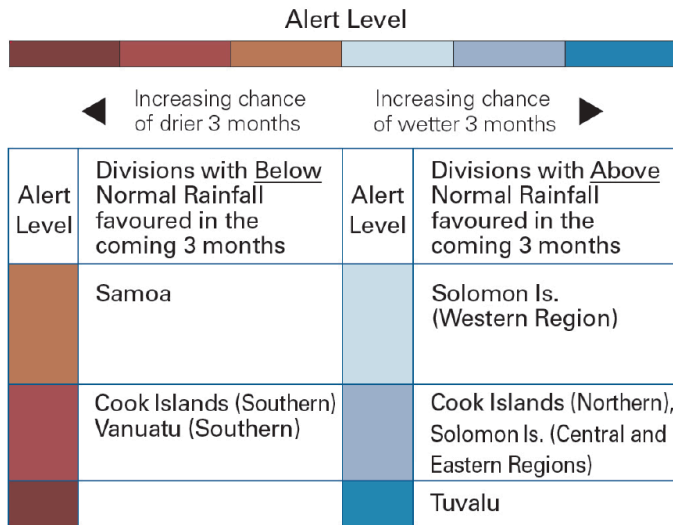 Alert Level
Increasing chance
of drier 3 months
Increasing chance
of wetter 3 months
Alert
Level
Divisions with Below
Normal Rainfall
favoured in the
coming 3 months
Alert
Level
Divisions with Above
Normal Rainfall
favoured in the
coming 3 months
Samoa
Solomon Is.
(Western Region)
Cook Islands (Southern)
Vanuatu (Southern)
Cook Islands (Northern),
Solomon Is. (Central and
Eastern Regions)
Tuvalu